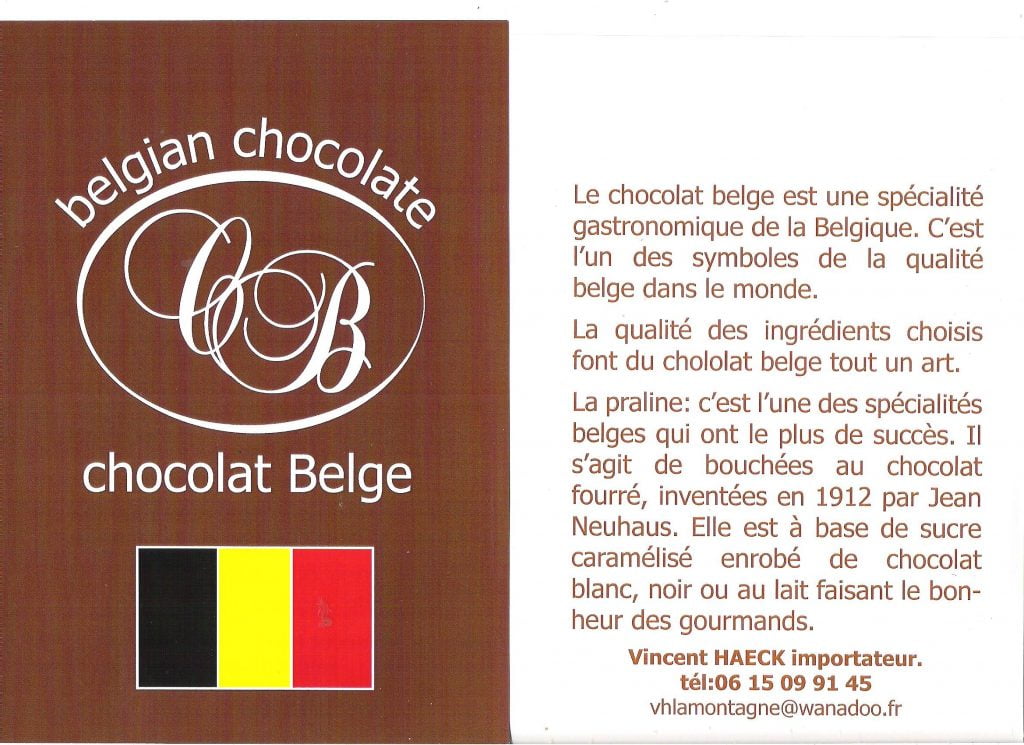 belgian chocolate
CB
chocolat Belge
Le chocolat belge est une spécialité
gastronomique de la Belgique. C’est
l’un des symboles de la qualité
belge dans le monde.
La qualité des ingrédients choisis
font du chololat belge tout un art.
La praline: c’est l’une des spécialités
belges qui ont le plus de succès. Il
s’agit de bouchées au chocolat
fourré, inventées en 1912 par Jean
Neuhaus. Elle est à base de sucre
caramélisé enrobé de chocolat
blanc, noir ou au lait faisant le bon-
heur des gourmands.
Vincent HAECK importateur.
tél:06 15 09 91 45
vhlamontagne@wanadoo.fr